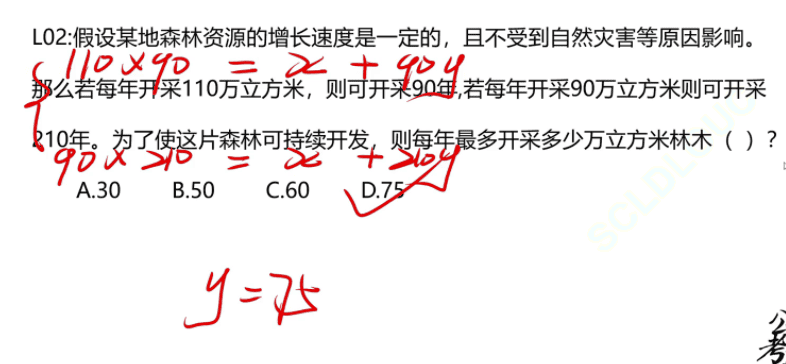 L02:假设某地森林资源的增长速度是一定的，且不受到自然灾害等原因影响。
110×90 = x + 90y
那么若每年开采110万立方米，则可开采90年,若每年开采90万立方米则可开采
210年。为了使这片森林可持续开发，则每年最多开采多少万立方米林木（ ）？
90×210 = x + 210y
A.30 B.50 C.60 D.75
y=75